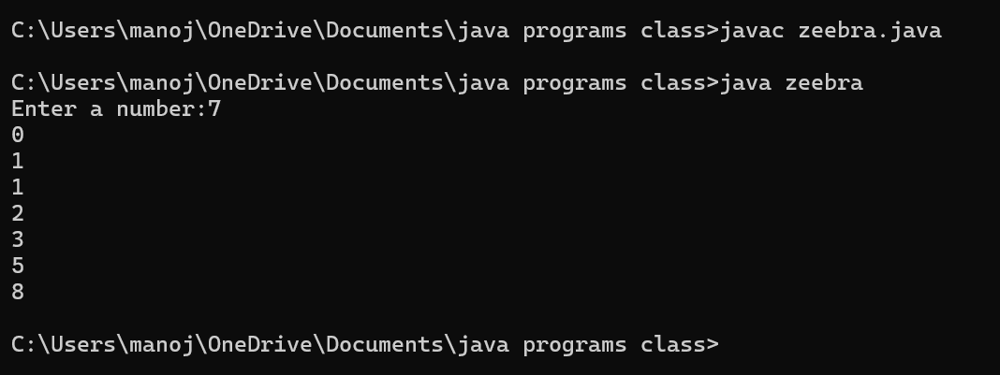 C:\Users\manoj\OneDrive\Documents\java programs class>javac zeebra.java
C:\Users\manoj\OneDrive\Documents\java programs class>java zeebra
Enter a number:7
0
1
1
2
3
5
8
C:\Users\manoj\OneDrive\Documents\java programs class>